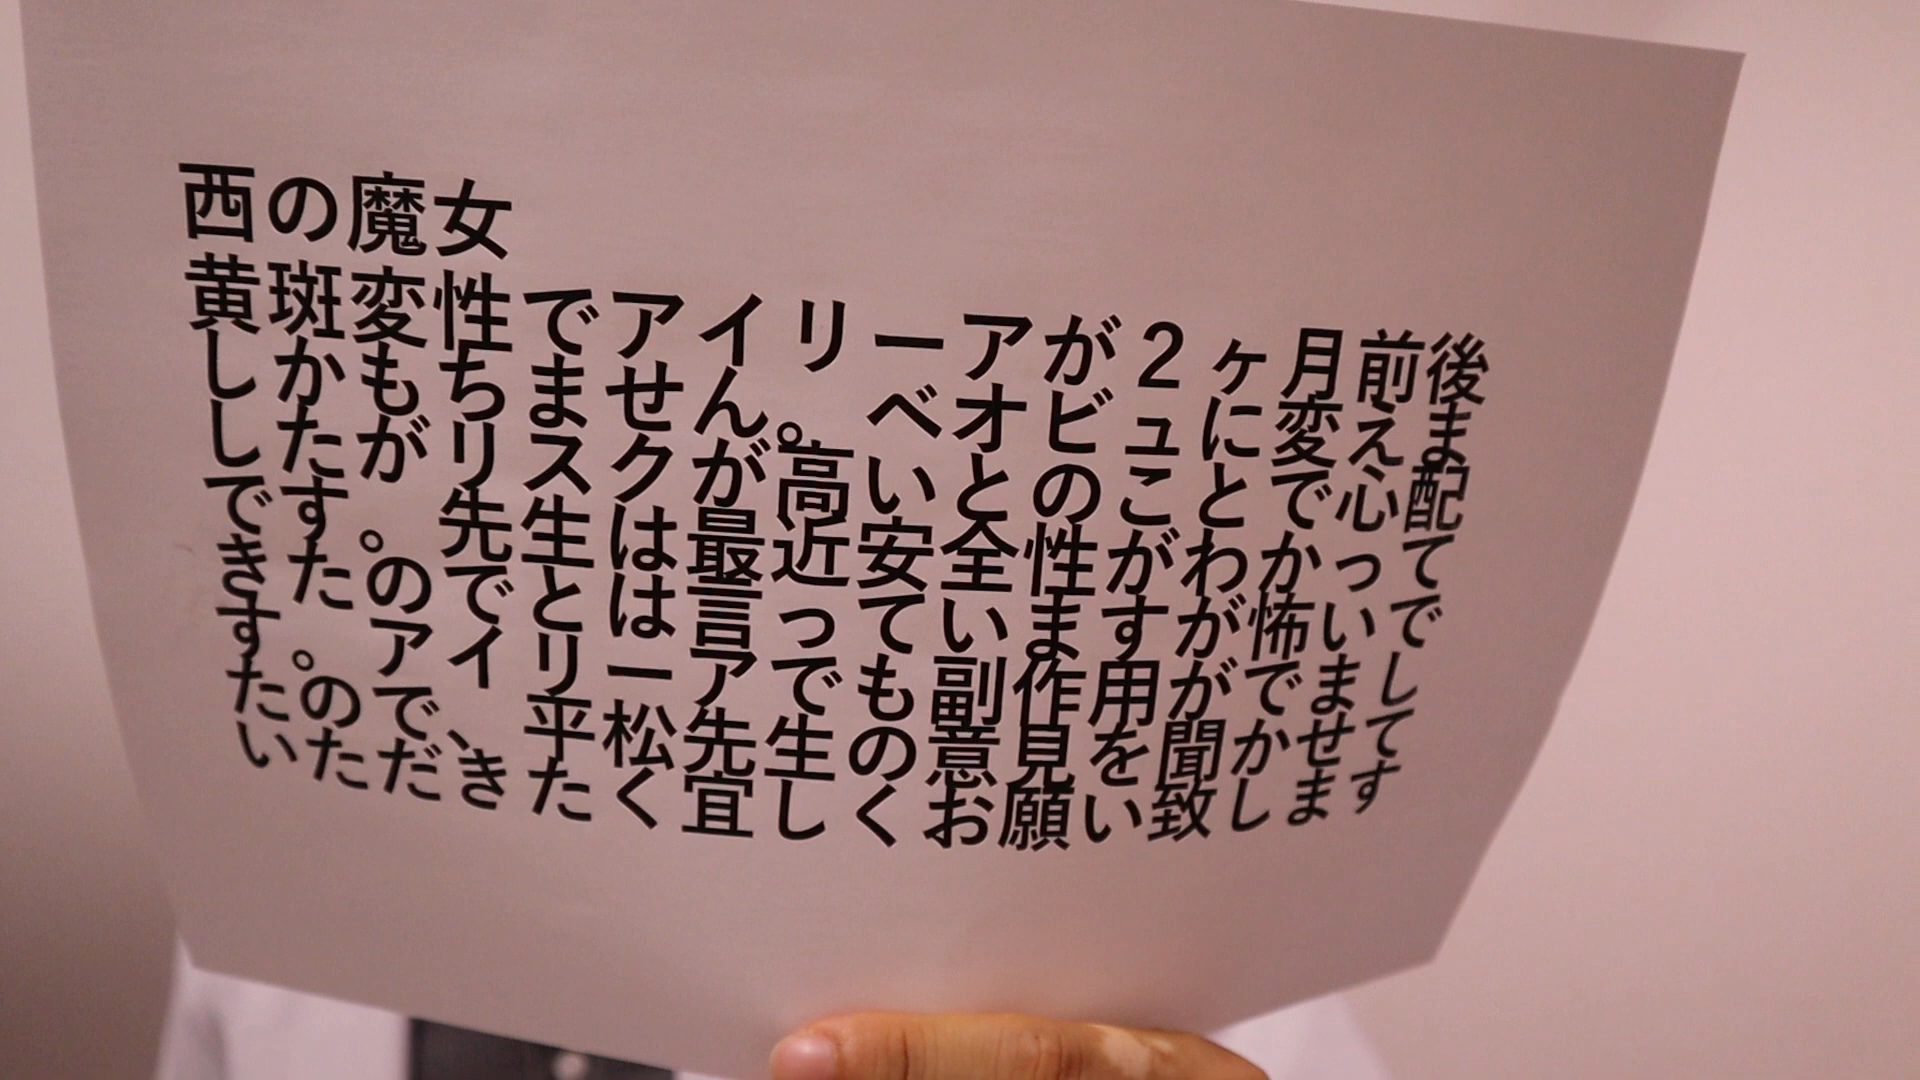 西の魔女
黄斑変性でアイリーアが２ヶ月前後
しかもちません。ベオビュに変えま
したがリスクが高いとのことで心配
です。先生は最近安全性がわかって
きたのでとは言っていますが怖いで
す。アイリーアでも副作用がでまし
たので、平松先生の意見を聞かせて
いただきたく宜しくお願い致します